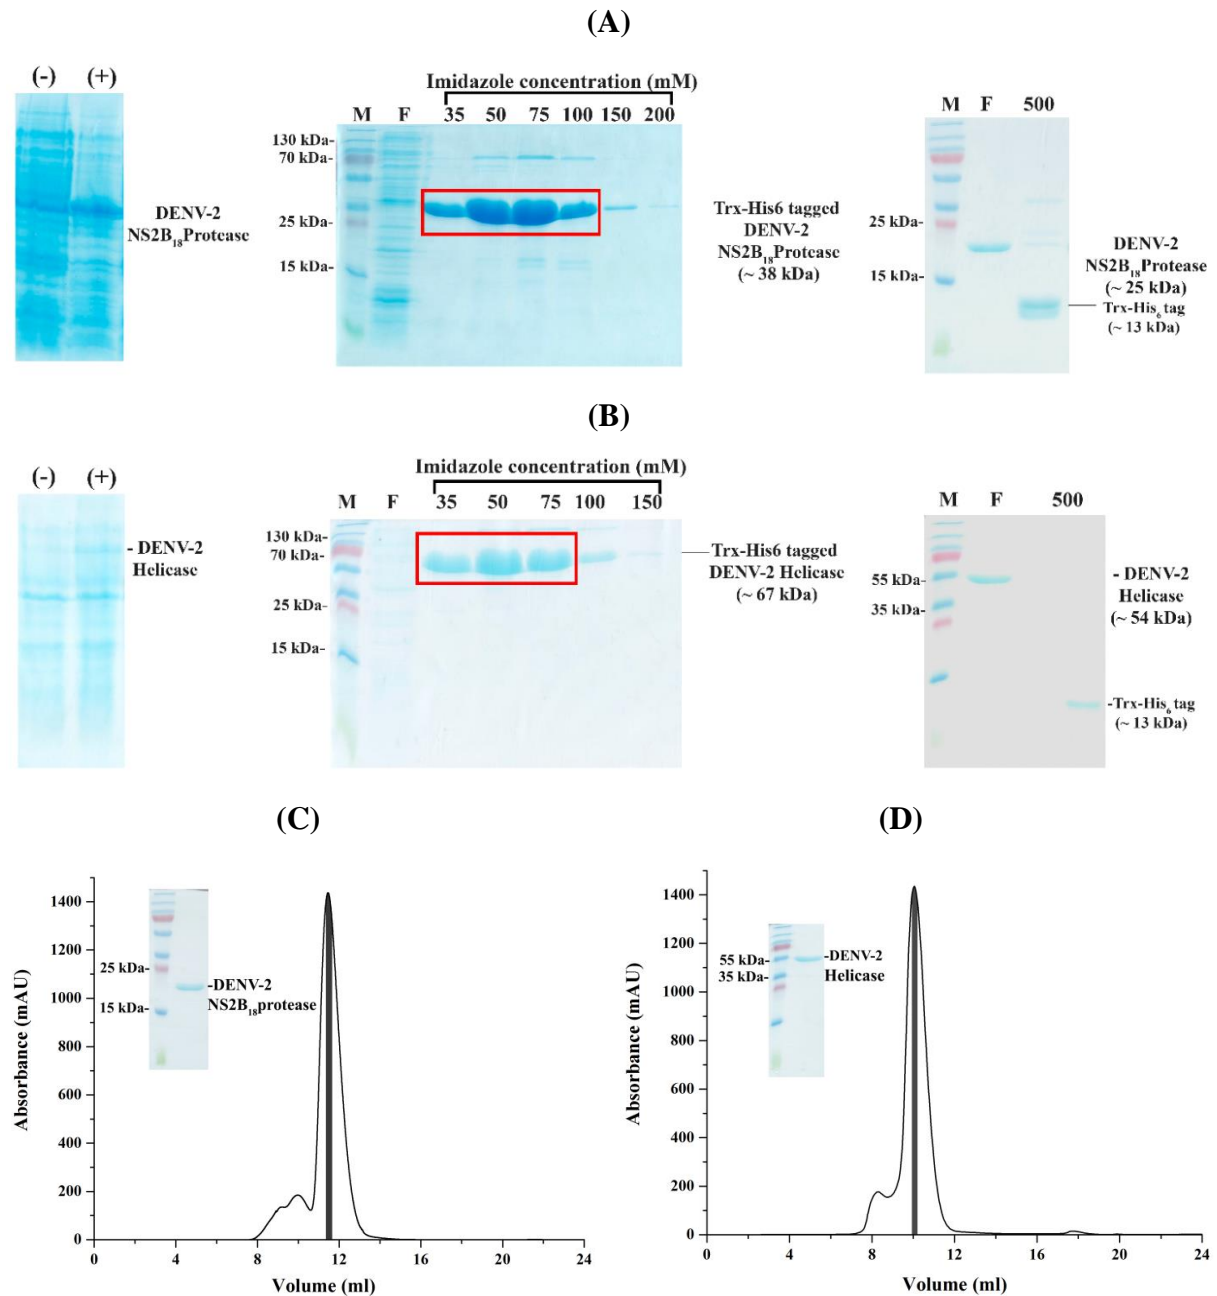 (A)
(-) (+)
DENV-2
NS2B18Protease
Imidazole concentration (mM)
M F 35 50 75 100 150 200
130 kDa-
70 kDa-
25 kDa-
15 kDa-
Trx-His6 tagged
DENV-2
NS2B18Protease
(~ 38 kDa)
M F 500
25 kDa-
15 kDa-
DENV-2
NS2B18Protease
(~ 25 kDa)
Trx-His6 tag
(~ 13 kDa)
(B)
(-) (+)
- DENV-2
Helicase
Imidazole concentration (mM)
M F 35 50 75 100 150
130 kDa-
70 kDa-
25 kDa-
15 kDa-
Trx-His6 tagged
DENV-2 Helicase
(~ 67 kDa)
M F 500
55 kDa-
35 kDa-
- DENV-2
Helicase
(~ 54 kDa)
-Trx-His6 tag
(~ 13 kDa)
(C)
Absorbance (mAU)
1400
1200
1000
800
600
400
200
0
25 kDa-
15 kDa-
-DENV-2
NS2B18protease
0 4 8 12 16 20 24
Volume (ml)
(D)
Absorbance (mAU)
1400
1200
1000
800
600
400
200
0
55 kDa-
35 kDa-
-DENV-2
Helicase
0 4 8 12 16 20 24
Volume (ml)